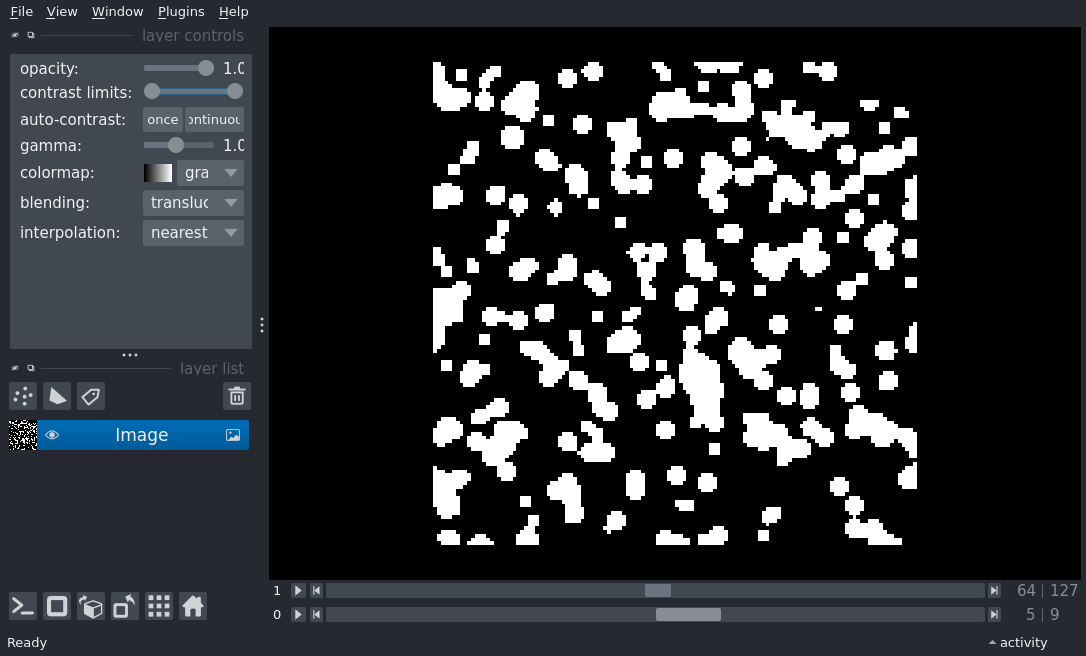 File View Window Plugins Help
layer controls
opacity: 1.0
contrast limits:
auto-contrast: once ontinuou
gamma: 1.0
colormap: gra
blending: transluc
interpolation: nearest
layer list
Image
1 64 | 127
0 5 | 9
Ready activity